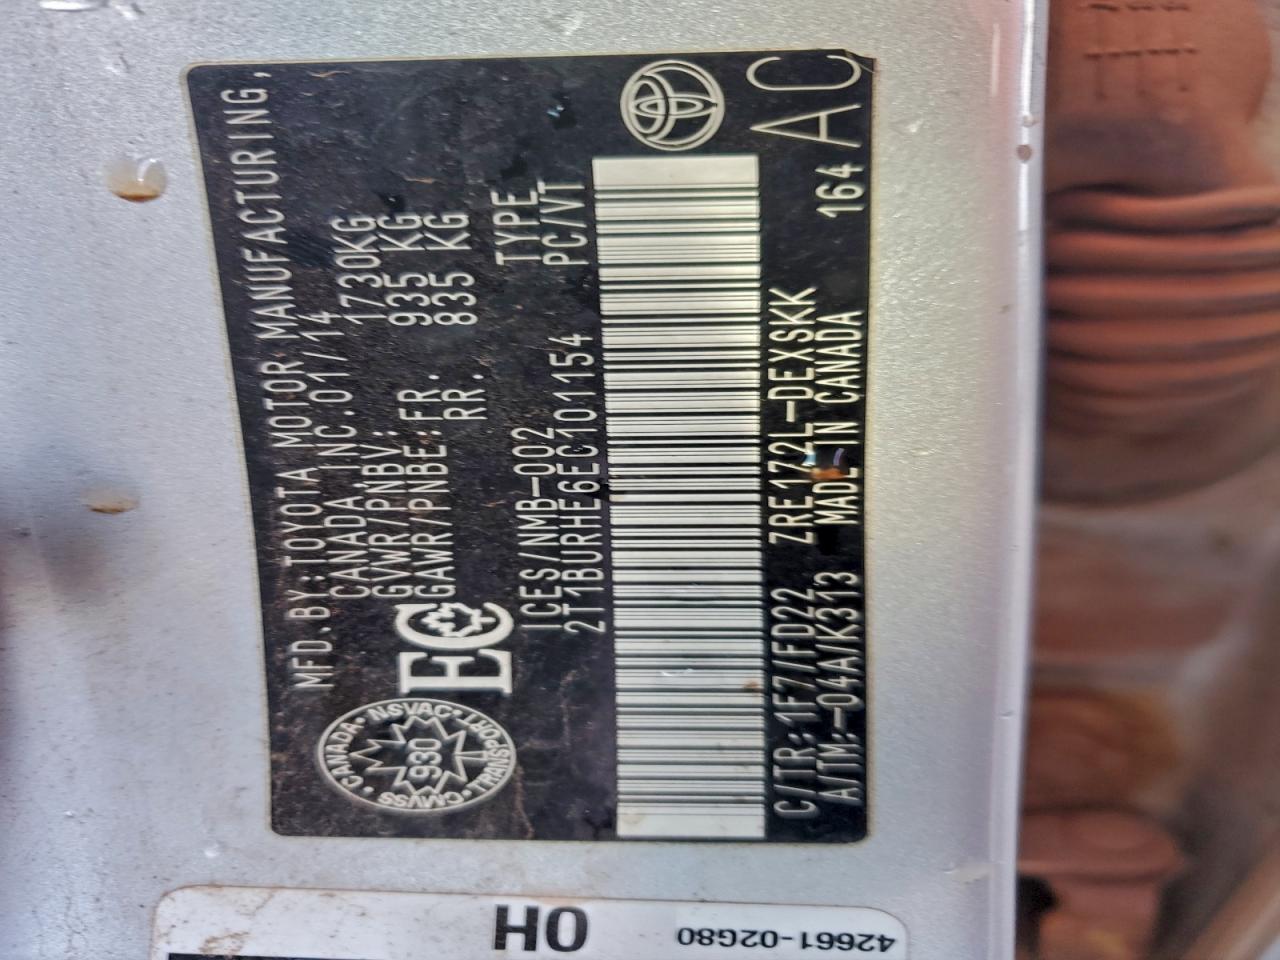 MFD.BY:TOYOTA MOTOR MANUFACTURING,
CANADA,INC.01/14
GVWR/PNBV: 1730KG
GAWR/PNBE:FR. 935 KG
RR. 835 KG
CANADA • NSVAC • TRANSPORT • CMVSS •
930
EC
ICES/NMB-002 TYPE
2T1BURHE6EC101154 PC/VT
C/TR:1F7/FD22 ZRE172L-DEXSKK
A/TM:-04A/K313 MADE IN CANADA 164
AC
0H
42661-02G80